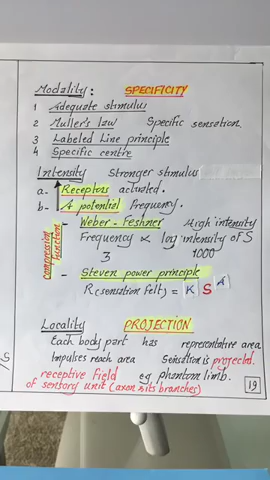 Modality: SPECIFICITY
1 Adequate stimulus
2 Muller's law Specific sensation.
3 Labeled Line principle
4 Specific centre
Intensity Stronger stimulus
a. Receptors actuated.
b- A potential frequency.
- Weber-Feshner High intensity
Frequency ∝ log intensity of S
3 1000
compression function
- Steven power principle
R(sensation felt) = K S A
Locality PROJECTION
Each body part has representative area
Impulses reach area Sensation is projected.
receptive field eg phantom limb.
of sensory unit (axon &its branches)
19